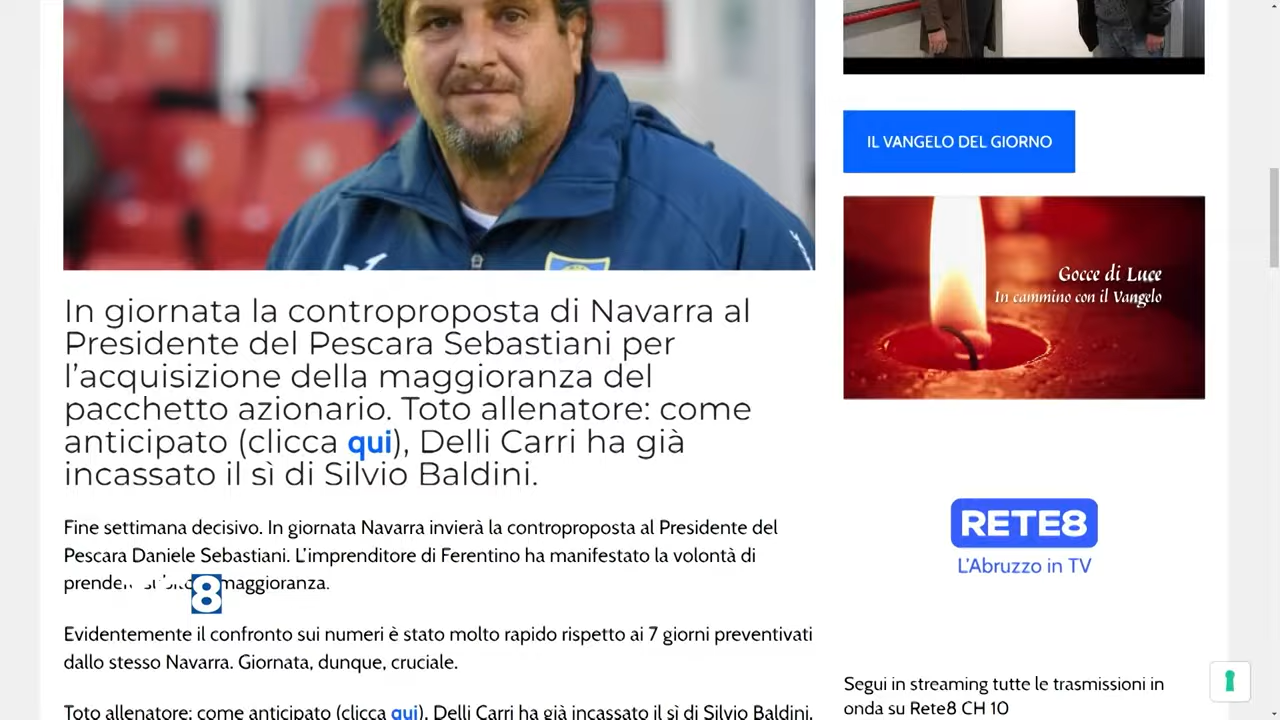 In giornata la controproposta di Navarra al
Presidente del Pescara Sebastiani per
l’acquisizione della maggioranza del
pacchetto azionario. Toto allenatore: come
anticipato (clicca qui), Delli Carri ha già
incassato il sì di Silvio Baldini.
Fine settimana decisivo. In giornata Navarra invierà la controproposta al Presidente del
Pescara Daniele Sebastiani. L’imprenditore di Ferentino ha manifestato la volontà di
maggioranza.
8
Evidentemente il confronto sui numeri è stato molto rapido rispetto ai 7 giorni preventivati
dallo stesso Navarra. Giornata, dunque, cruciale.
Toto allenatore: come anticipato (clicca qui), Delli Carri ha già incassato il sì di Silvio Baldini.
IL VANGELO DEL GIORNO
Gocce di Luce
In cammino con il Vangelo
RETE8
L’Abruzzo in TV
Segui in streaming tutte le trasmissioni in
onda su Rete8 CH 10